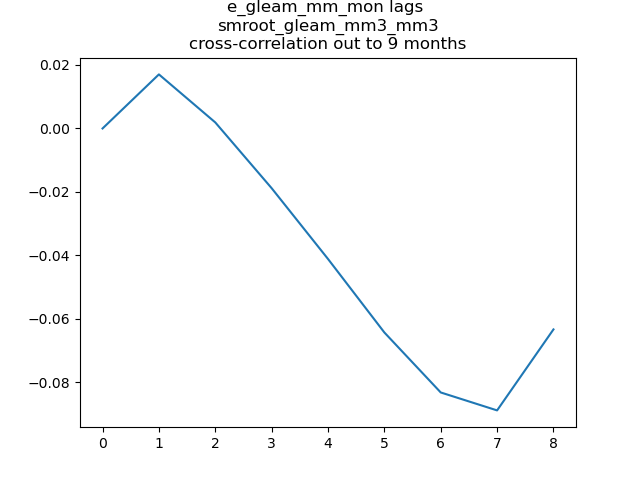 e_gleam_mm_mon lags
smroot_gleam_mm3_mm3
cross-correlation out to 9 months
0.02
0.00
−0.02
−0.04
−0.06
−0.08
0 1 2 3 4 5 6 7 8